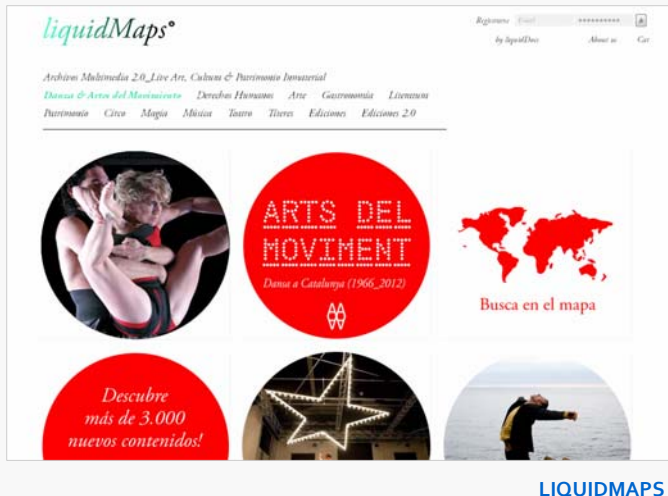 liquidMaps°
Registrarse E-mail **********
by liquidDocs About us Cat
Archivos Multimedia 2.0_Live Art, Cultura & Patrimonio Inmaterial
Danza & Artes del Movimiento Derechos Humanos Arte Gastronomía Literatura
Patrimonio Circo Magia Música Teatro Títeres Ediciones Ediciones 2.0
ARTS DEL
MOVIMENT
Dansa a Catalunya (1966_2012)
Busca en el mapa
Descubre
más de 3.000
nuevos contenidos!
LIQUIDMAPS